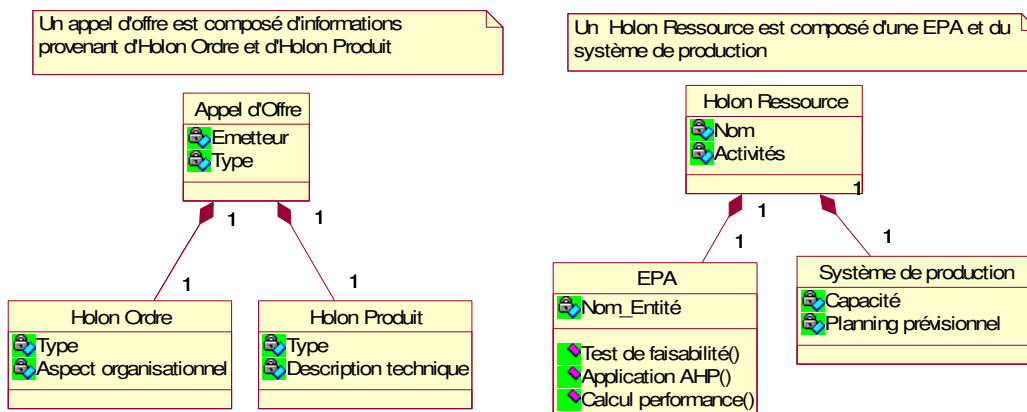 Un appel d'offre est composé d'informations
provenant d'Holon Ordre et d'Holon Produit
Appel d'Offre
Emetteur
Type
1
1
1
1
Holon Ordre
Type
Aspect organisationnel
Holon Produit
Type
Description technique
Un Holon Ressource est composé d'une EPA et du
système de production
Holon Ressource
Nom
Activités
1
1
1
1
EPA
Nom_Entité
Test de faisabilité()
Application AHP()
Calcul performance()
Système de production
Capacité
Planning prévisionnel